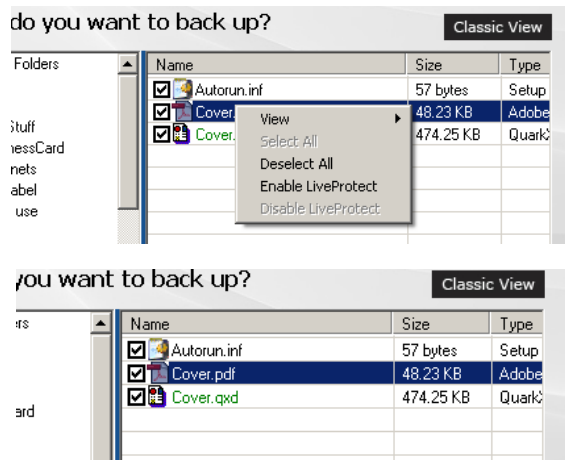 do you want to back up?
Classic View
Folders
Name Size Type
Autorun.inf 57 bytes Setup
Cover. 48.23 KB Adobe
Cover. 474.25 KB Quark
Stuff
nessCard
nets
abel
use
View
Select All
Deselect All
Enable LiveProtect
Disable LiveProtect
you want to back up?
Classic View
ers
Name Size Type
Autorun.inf 57 bytes Setup
Cover.pdf 48.23 KB Adobe
Cover.qxd 474.25 KB Quark
ard